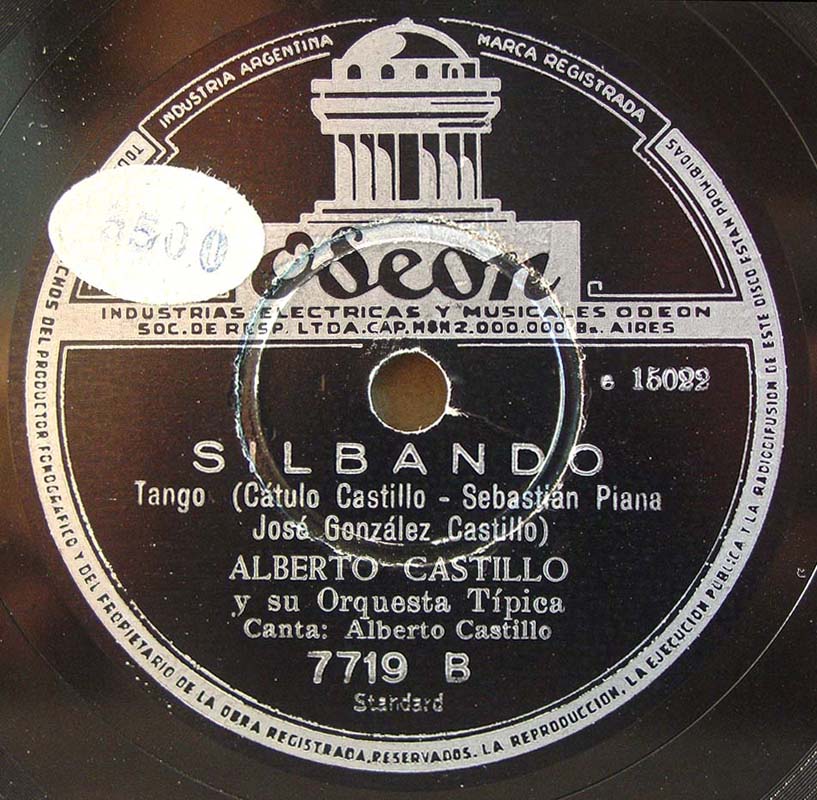 INDUSTRIA ARGENTINA
MARCA REGISTRADA
Odeon
INDUSTRIAS ELECTRICAS Y MUSICALES ODEON
SOC. DE RESP. LTDA. CAP. M$N 2.000.000 Bs. AIRES
e 15022
SILBANDO
Tango (Cátulo Castillo - Sebastián Piana
José González Castillo)
ALBERTO CASTILLO
y su Orquesta Típica
Canta: Alberto Castillo
7719 B
Standard
DEL PRODUCTOR FONOGRÁFICO Y DEL PROPIETARIO DE LA OBRA REGISTRADA, RESERVADOS. LA REPRODUCCION, LA EJECUCION PUBLICA Y LA RADIODIFUSION DE ESTE DISCO ESTAN PROHIBIDAS